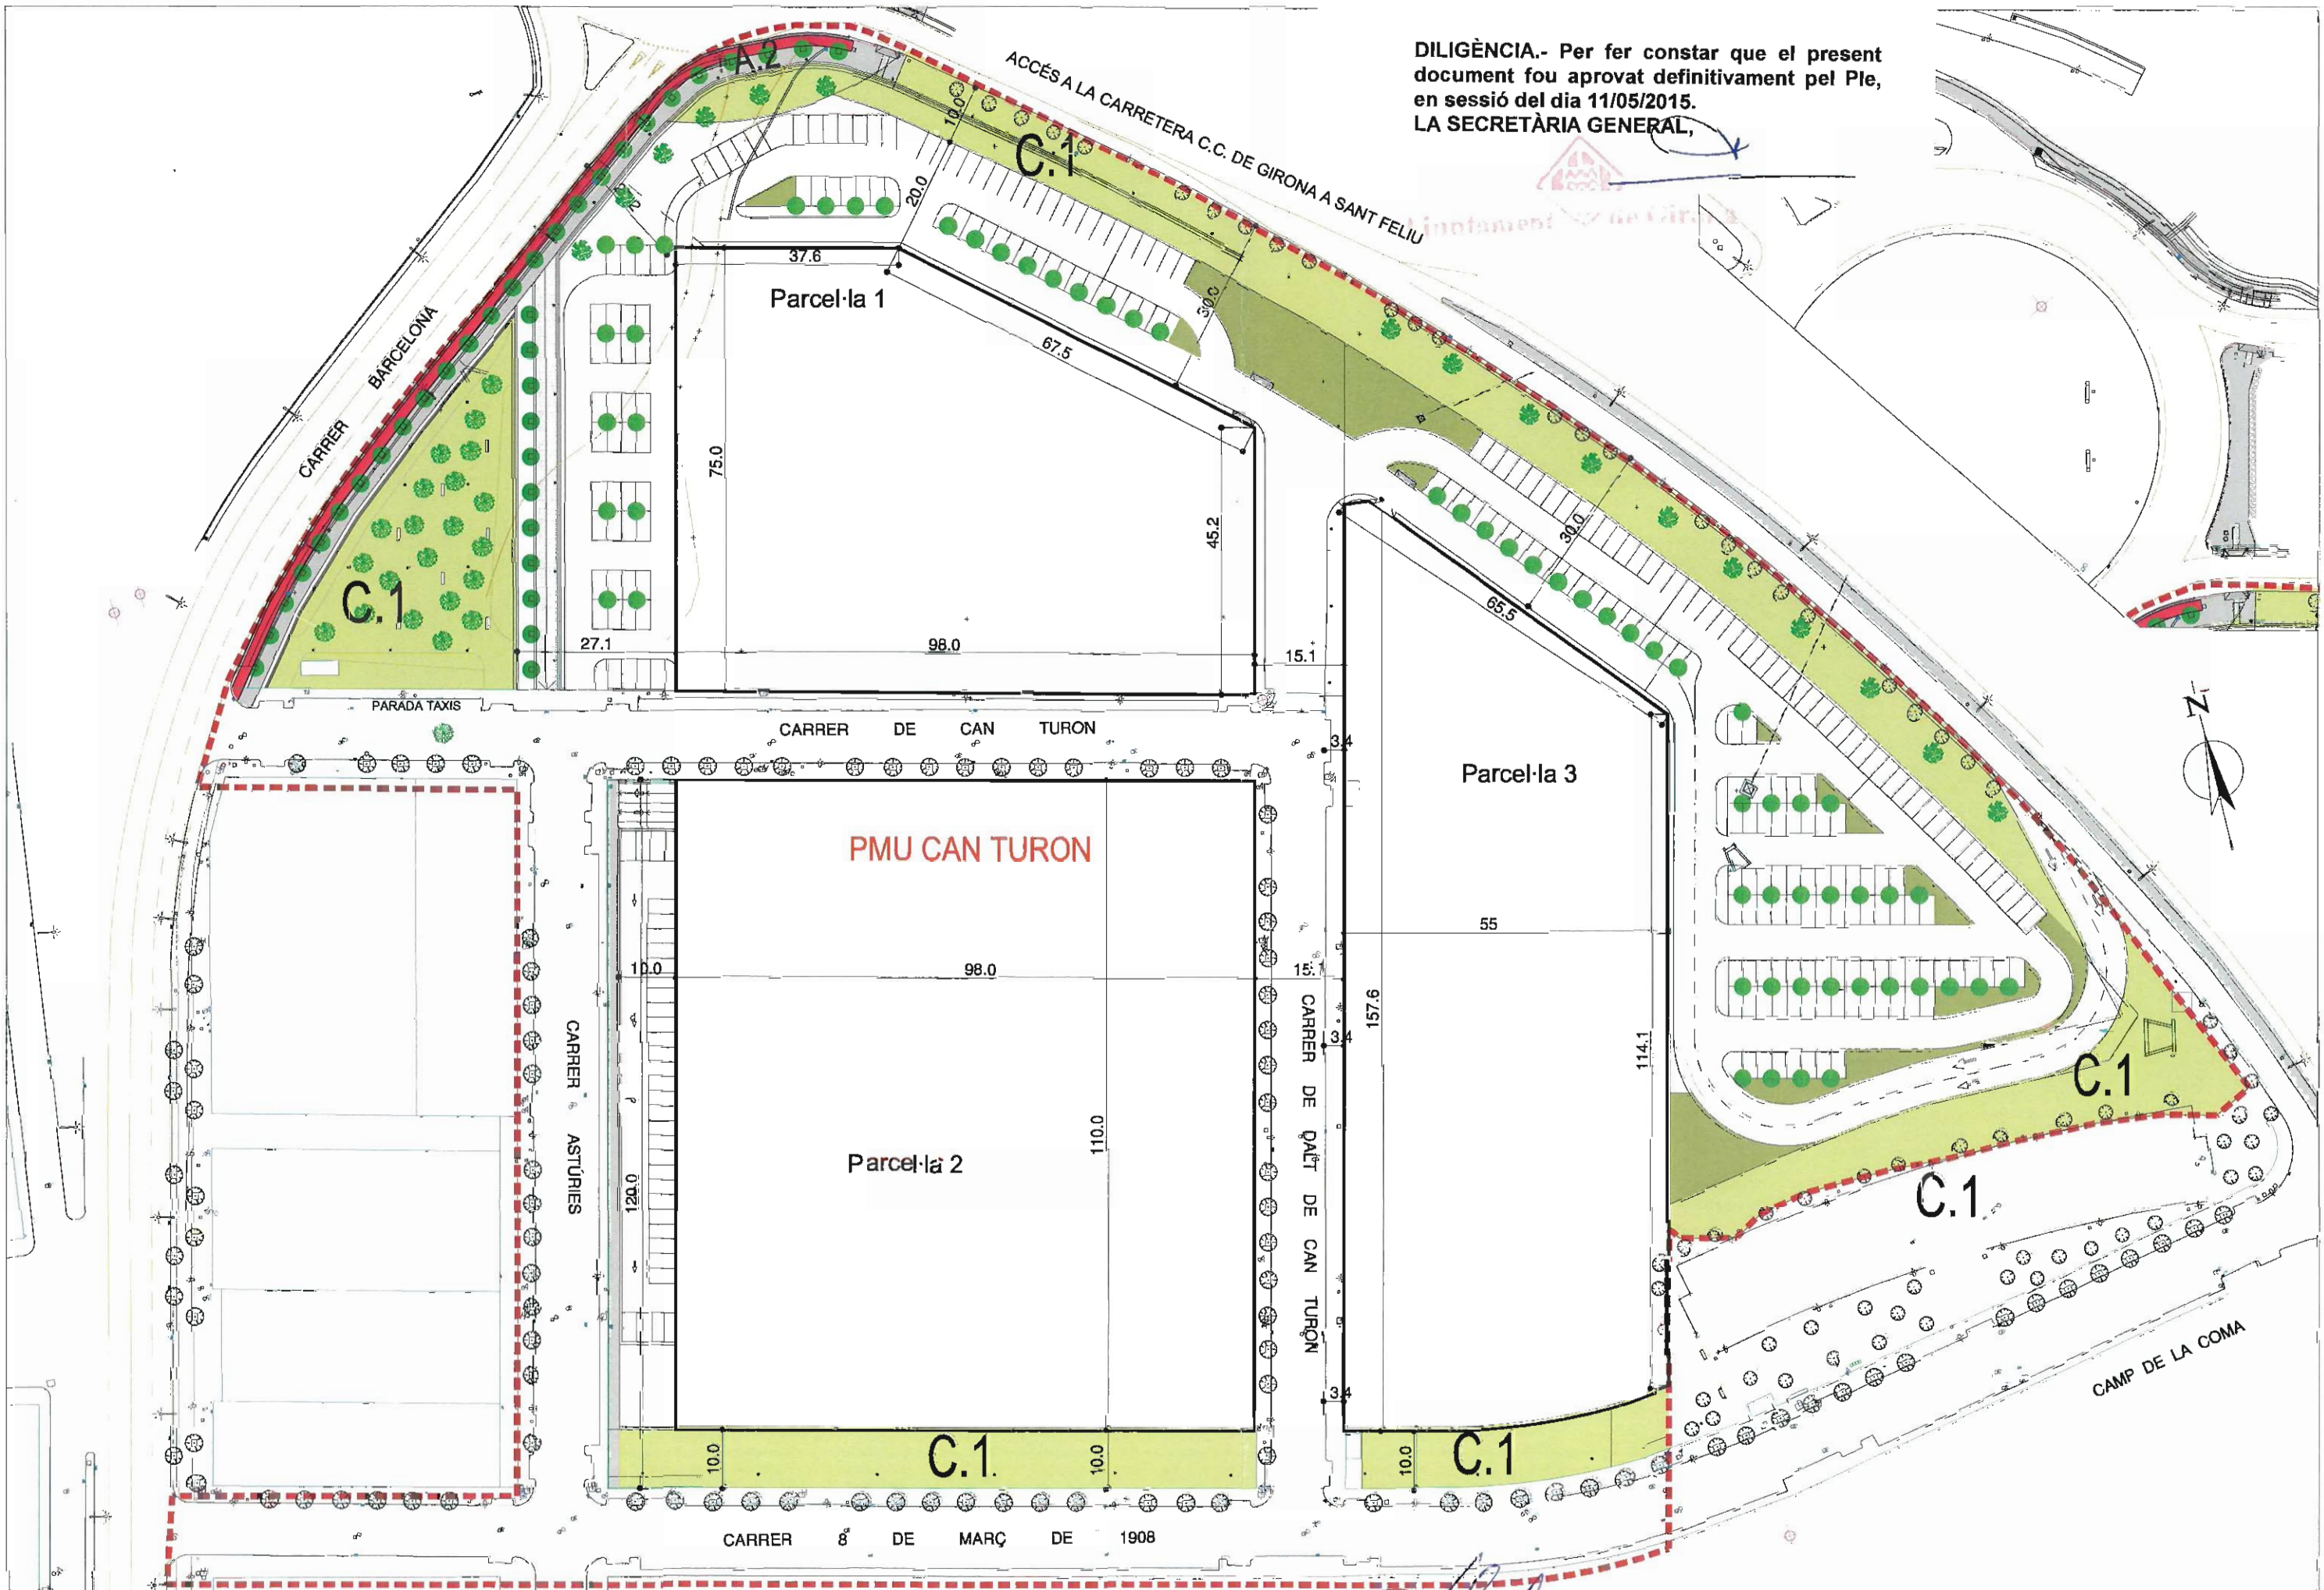 DILIGÈNCIA.- Per fer constar que el present
document fou aprovat definitivament pel Ple,
en sessió del dia 11/05/2015.
LA SECRETÀRIA GENERAL,
Ajuntament de Girona
A.2
ACCÉS A LA CARRETERA C.C. DE GIRONA A SANT FELIU
10.0
C.1
20.0
37.6
Parcel·la 1
30.0
67.5
CARRER BARCELONA
75.0
45.2
30.0
C.1
65.5
27.1
98.0
15.1
PARADA TAXIS
CARRER DE CAN TURON
3.4
Parcel·la 3
N
PMU CAN TURON
55
10.0
98.0
15.1
CARRER ASTÚRIES
CARRER DE DALT DE CAN TURON
157.6
3.4
114.1
C.1
110.0
Parcel·la 2
120.0
C.1
CAMP DE LA COMA
3.4
10.0
C.1
10.0
10.0
C.1
CARRER 8 DE MARÇ DE 1908